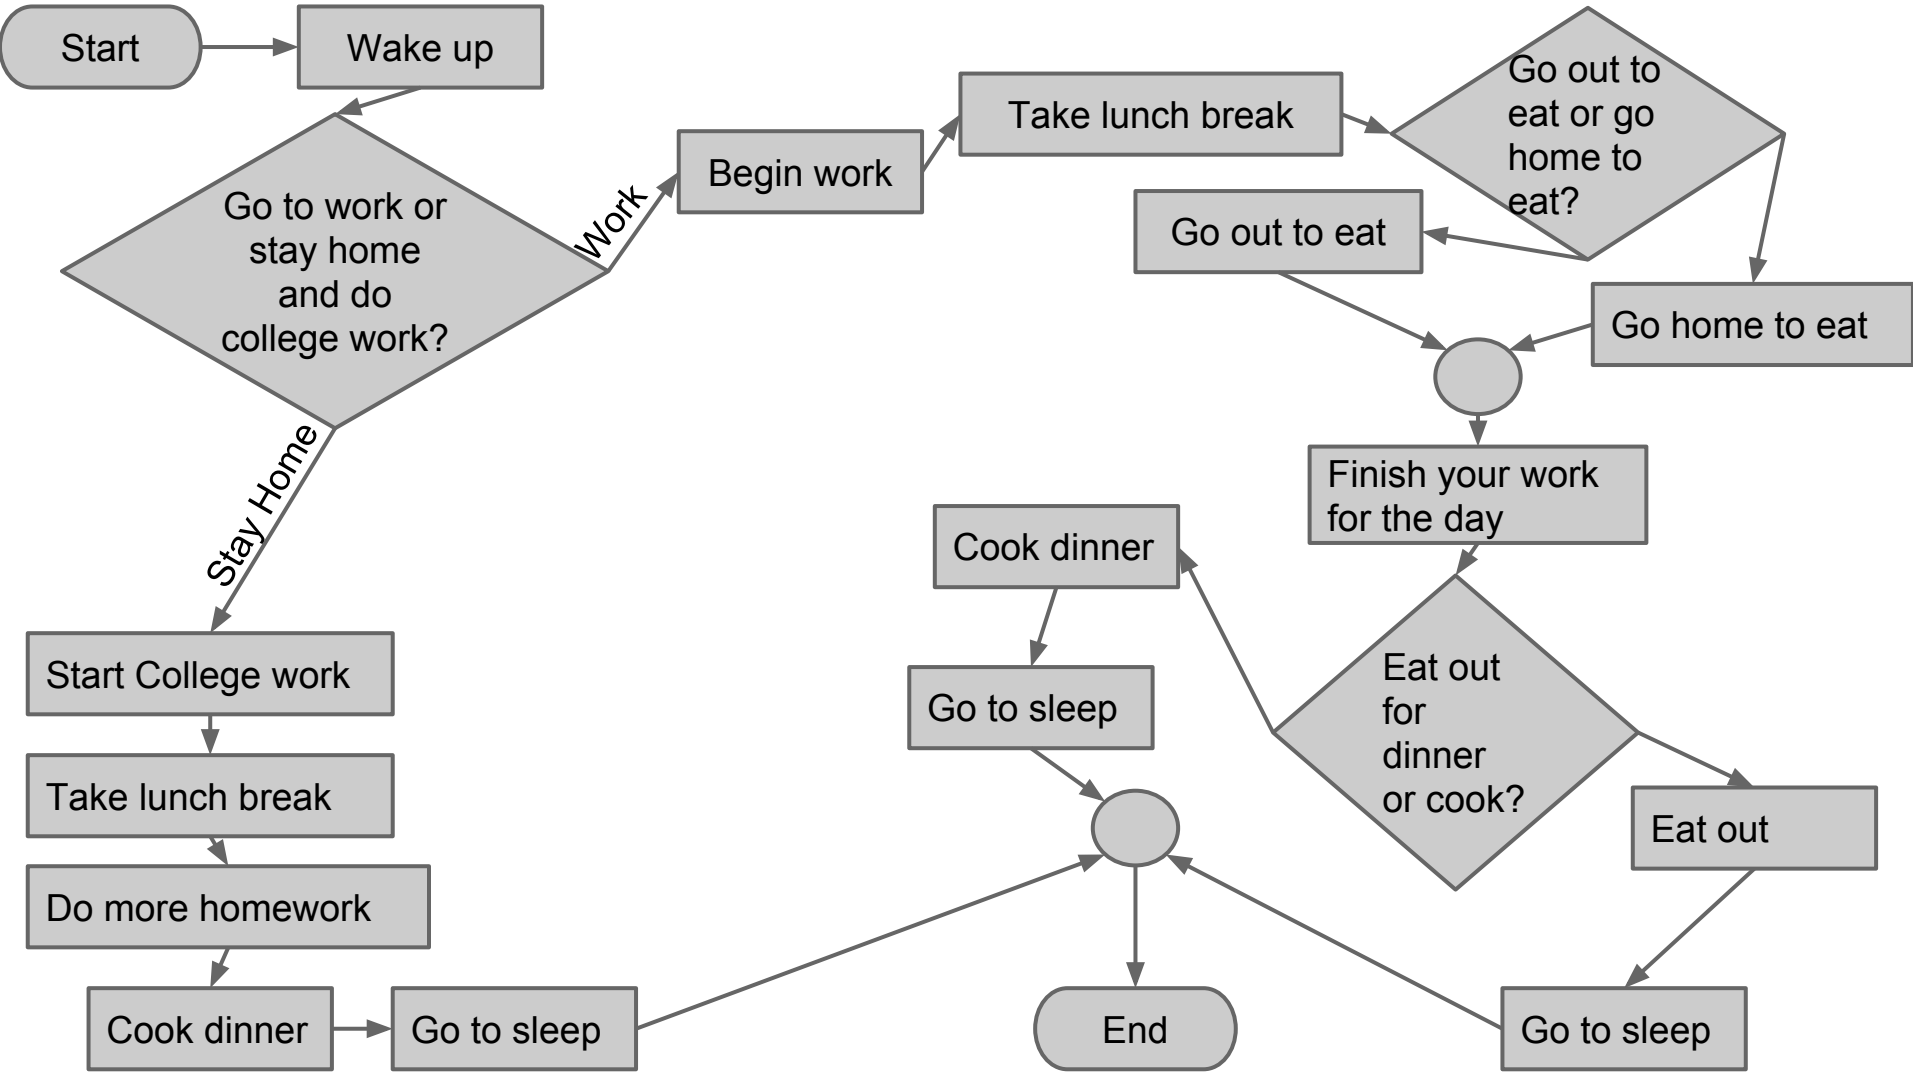 Start
Wake up
Go to work or
stay home
and do
college work?
Work
Begin work
Take lunch break
Go out to
eat or go
home to
eat?
Go out to eat
Go home to eat
Finish your work
for the day
Eat out
for
dinner
or cook?
Cook dinner
Go to sleep
Eat out
Go to sleep
Stay Home
Start College work
Take lunch break
Do more homework
Cook dinner
Go to sleep
End